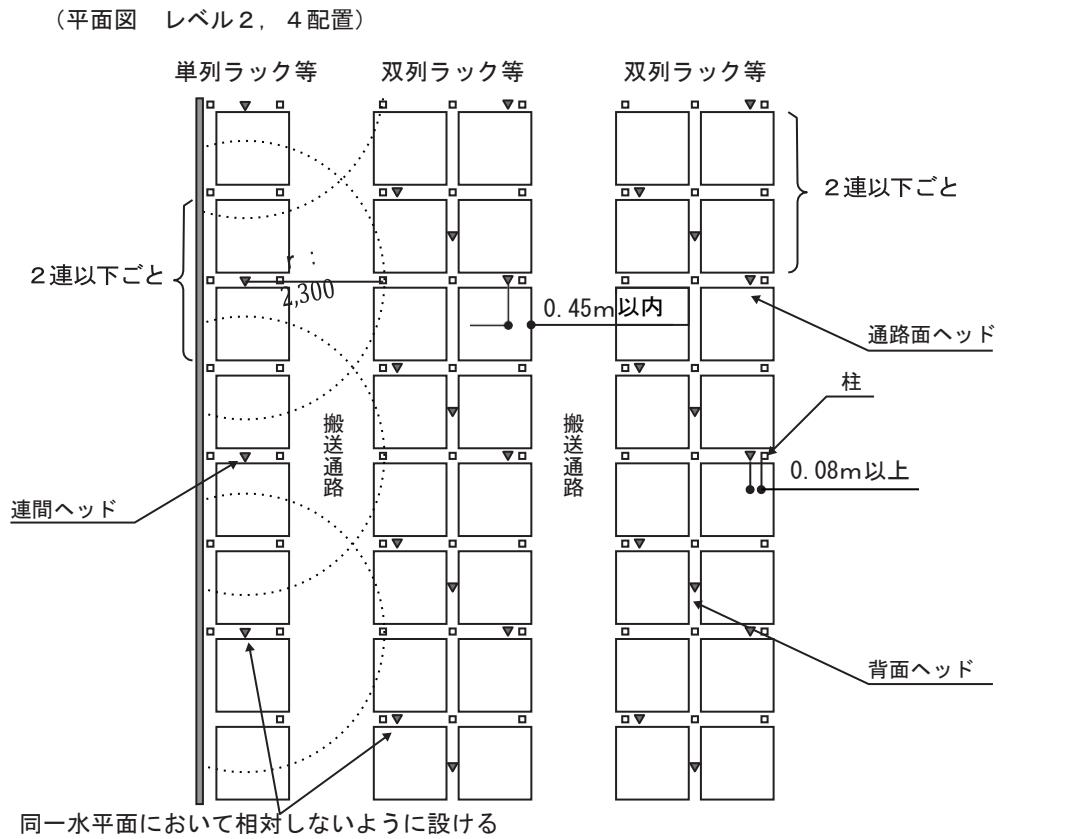 （平面図　レベル２，４配置）
単列ラック等
双列ラック等
双列ラック等
２連以下ごと
２連以下ごと
r :
2,300
0.45m以内
通路面ヘッド
柱
搬送通路
搬送通路
0.08m以上
連間ヘッド
背面ヘッド
同一水平面において相対しないように設ける